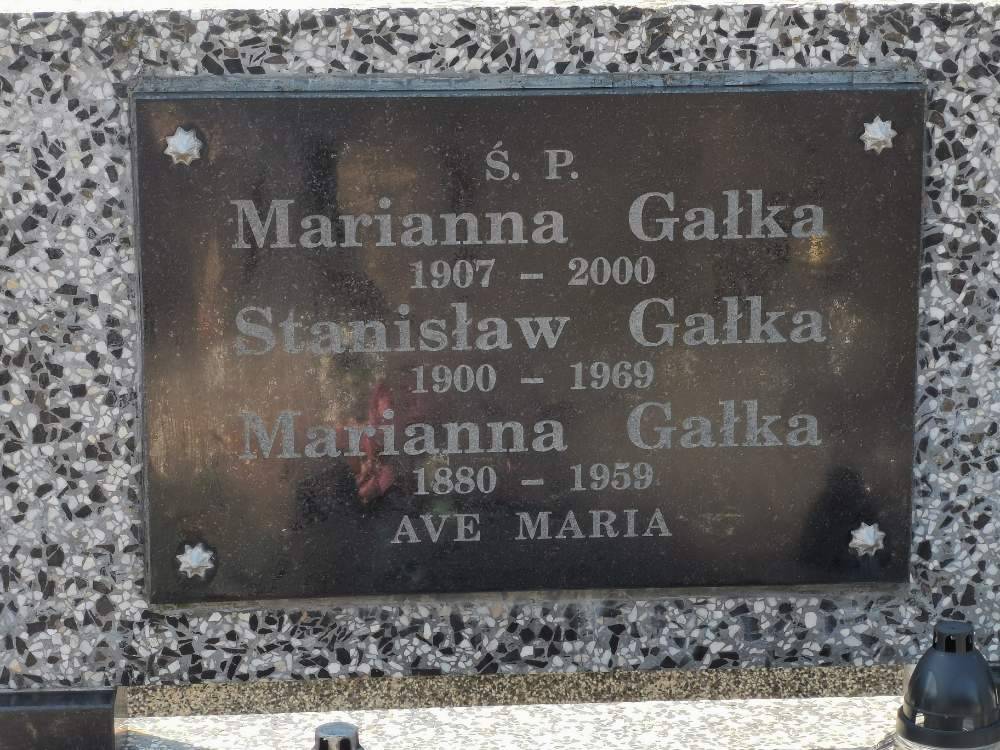 Ś. P.
Marianna Gałka
1907 – 2000
Stanisław Gałka
1900 – 1969
Marianna Gałka
1880 – 1959
AVE MARIA